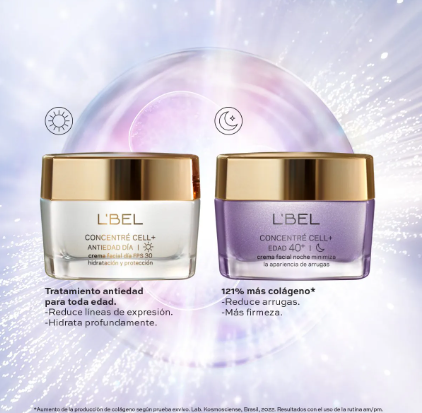 L'BEL
CONCENTRÉ CELL+
ANTIEDAD DÍA |
crema facial día FPS 30
hidratación y protección
L'BEL
CONCENTRÉ CELL+
EDAD 40+ |
crema facial noche minimiza
la apariencia de arrugas
Tratamiento antiedad
para toda edad.
-Reduce líneas de expresión.
-Hidrata profundamente.
121% más colágeno*
-Reduce arrugas.
-Más firmeza.
*Aumento de la producción de colágeno según prueba exvivo. Lab. Kosmoscience, Brasil, 2022. Resultados con el uso de la rutina am/pm.